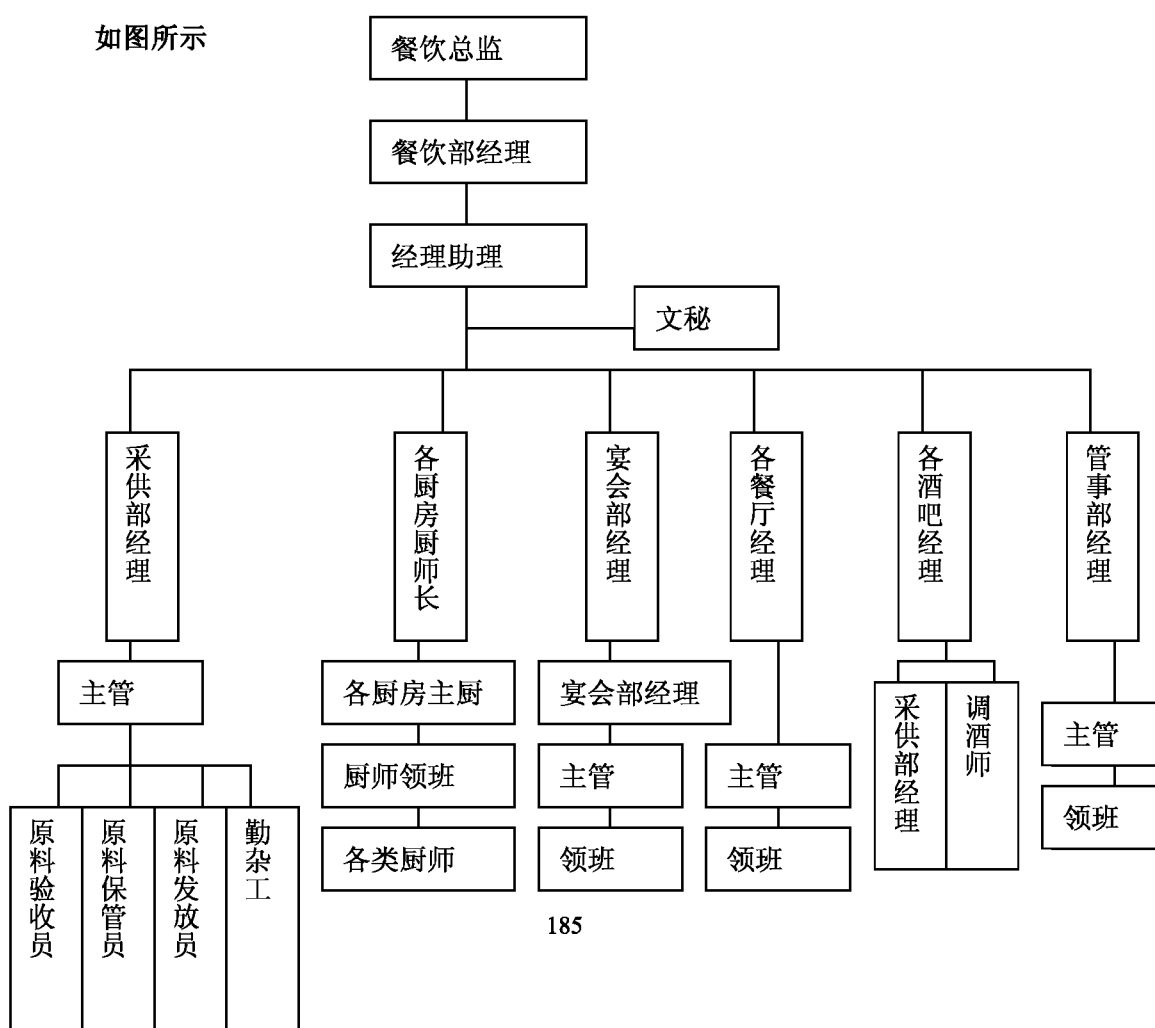 如图所示
餐饮总监
餐饮部经理
经理助理
文秘
采供部经理
各厨房厨师长
宴会部经理
各餐厅经理
各酒吧经理
管事部经理
主管
各厨房主厨
宴会部经理
采供部经理
调酒师
主管
厨师领班
主管
主管
领班
各类厨师
领班
领班
原料验收员
原料保管员
原料发放员
勤杂工
185